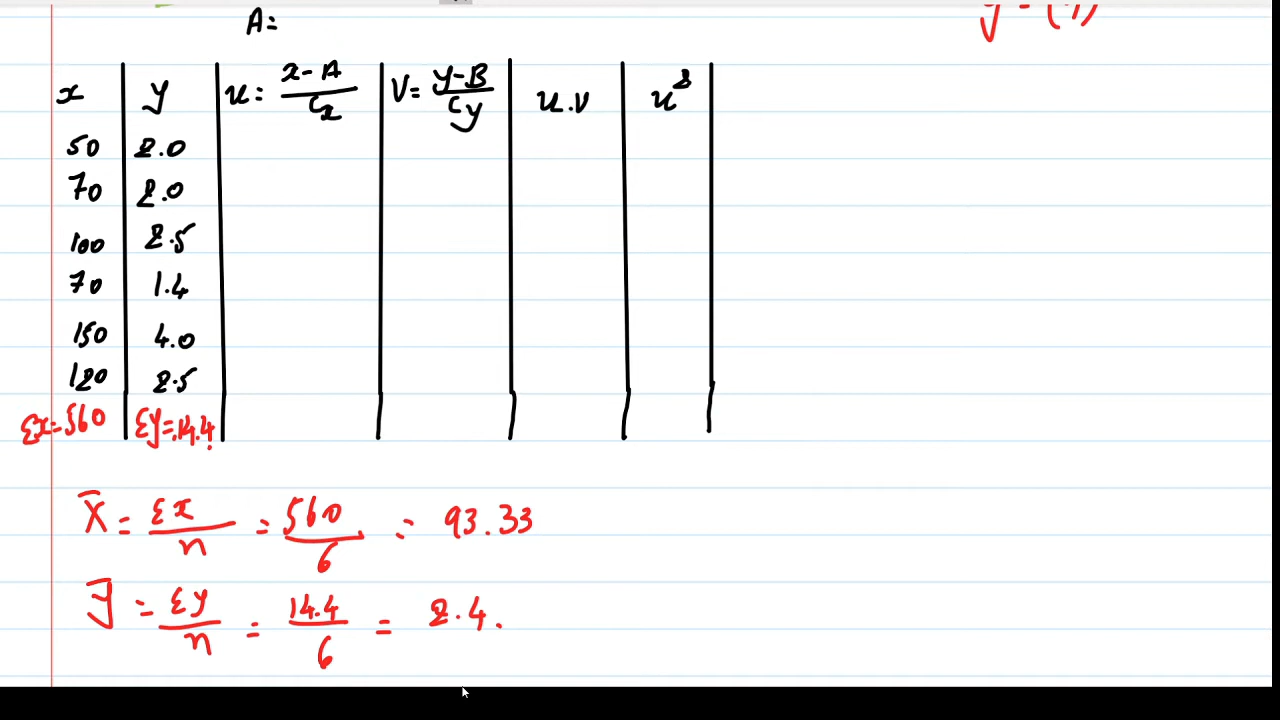 A=
y = (
x y u = x-A / Cx V = y-B / Cy u.v u²
50 2.0
70 2.0
100 2.5
70 1.4
150 4.0
120 2.5
Σx=560 Σy=14.4
X̄ = Σx / n = 560 / 6 = 93.33
ȳ = Σy / n = 14.4 / 6 = 2.4.